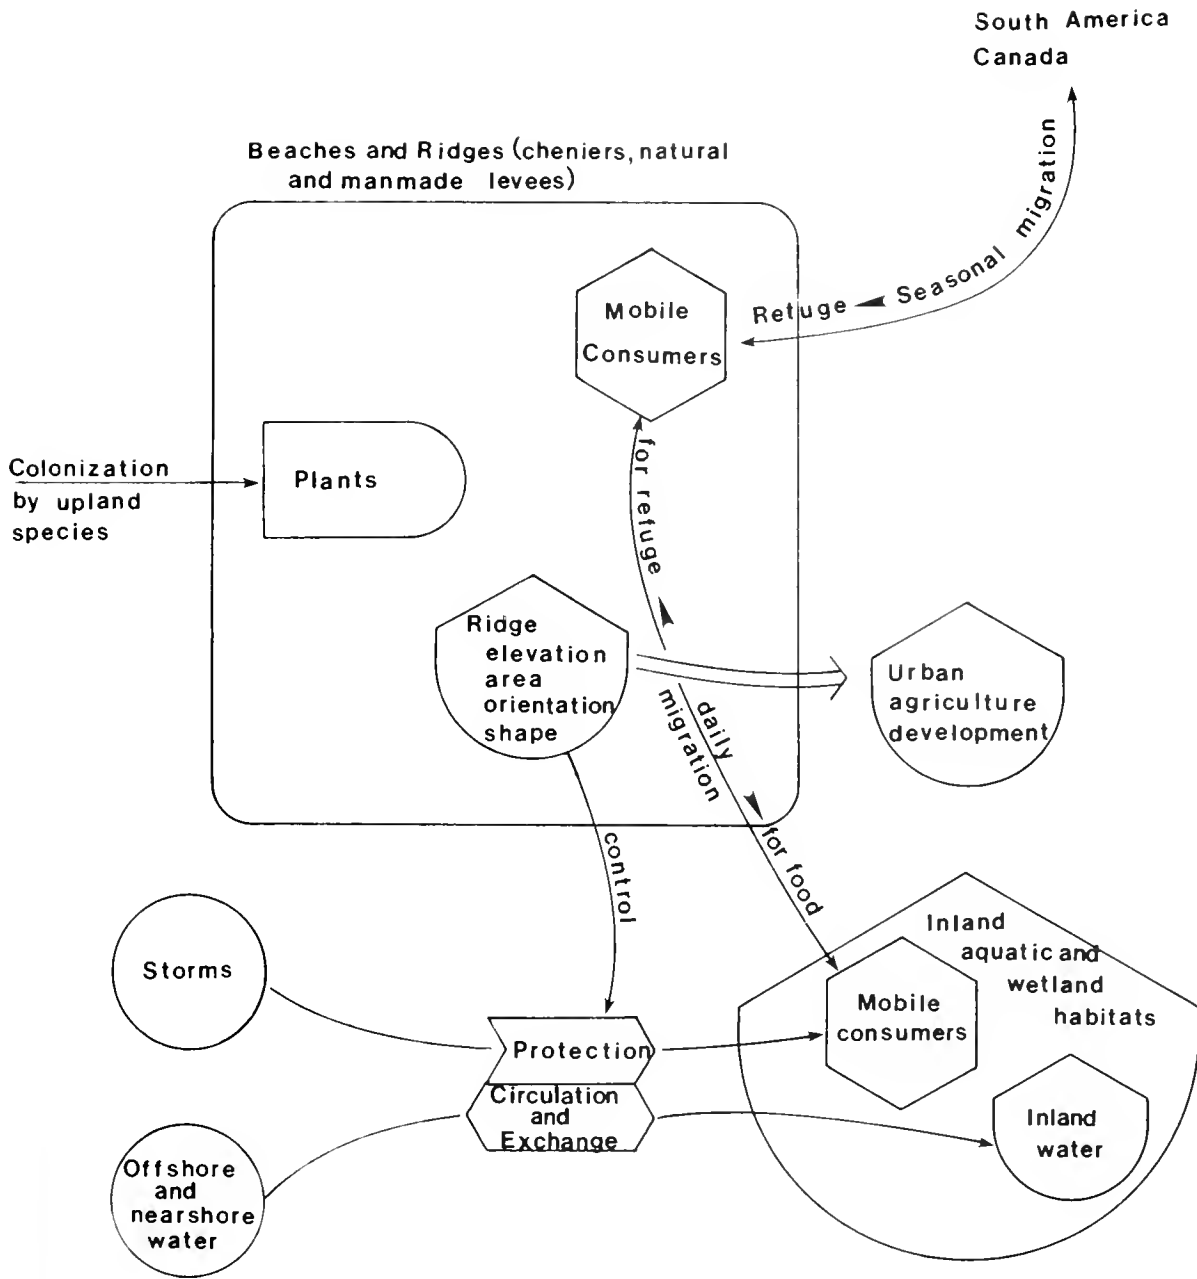 South America
Canada
Beaches and Ridges (cheniers, natural
and manmade levees)
Seasonal migration
Refuge
Mobile
Consumers
Colonization
by upland
species
Plants
for refuge
Ridge
elevation
area
orientation
shape
Urban
agriculture
development
daily
migration
for food
control
Inland
aquatic and
wetland
habitats
Storms
Mobile
consumers
Protection
Circulation
and
Exchange
Inland
water
Offshore
and
nearshore
water